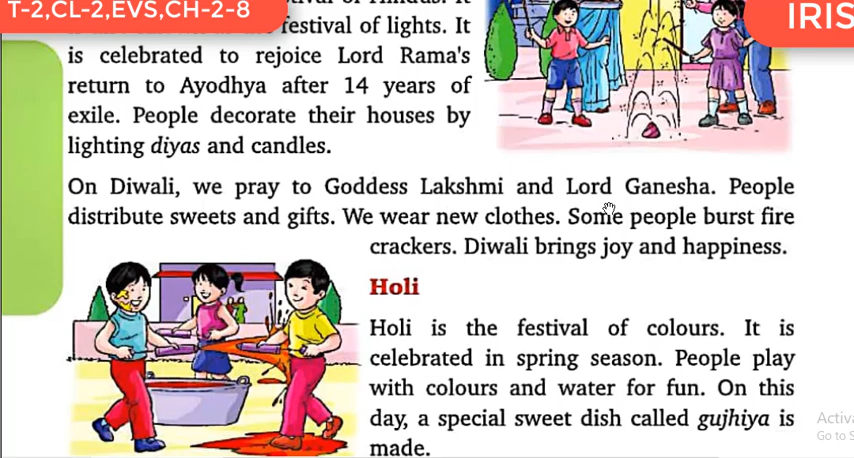 T-2,CL-2,EVS,CH-2-8
IRIS
festival of lights. It
is celebrated to rejoice Lord Rama's
return to Ayodhya after 14 years of
exile. People decorate their houses by
lighting diyas and candles.
On Diwali, we pray to Goddess Lakshmi and Lord Ganesha. People
distribute sweets and gifts. We wear new clothes. Some people burst fire
crackers. Diwali brings joy and happiness.
Holi
Holi is the festival of colours. It is
celebrated in spring season. People play
with colours and water for fun. On this
day, a special sweet dish called gujhiya is
made.
Activa
Go to S